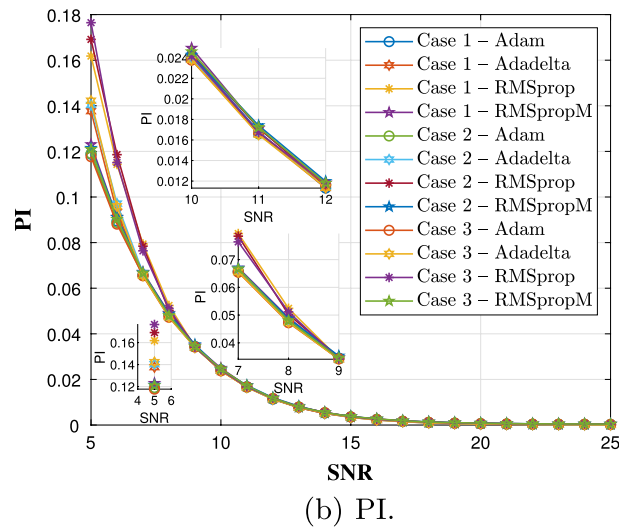 0.18
0.16
0.14
0.12
0.1
0.08
0.06
0.04
0.02
0
PI
5
10
15
20
25
SNR
0.024
0.022
0.02
0.018
0.016
0.014
0.012
PI
10
11
12
SNR
0.07
0.06
0.05
0.04
PI
7
8
9
SNR
0.16
0.14
0.12
PI
4 5 6
SNR
Case 1 – Adam
Case 1 – Adadelta
Case 1 – RMSprop
Case 1 – RMSpropM
Case 2 – Adam
Case 2 – Adadelta
Case 2 – RMSprop
Case 2 – RMSpropM
Case 3 – Adam
Case 3 – Adadelta
Case 3 – RMSprop
Case 3 – RMSpropM
(b) PI.